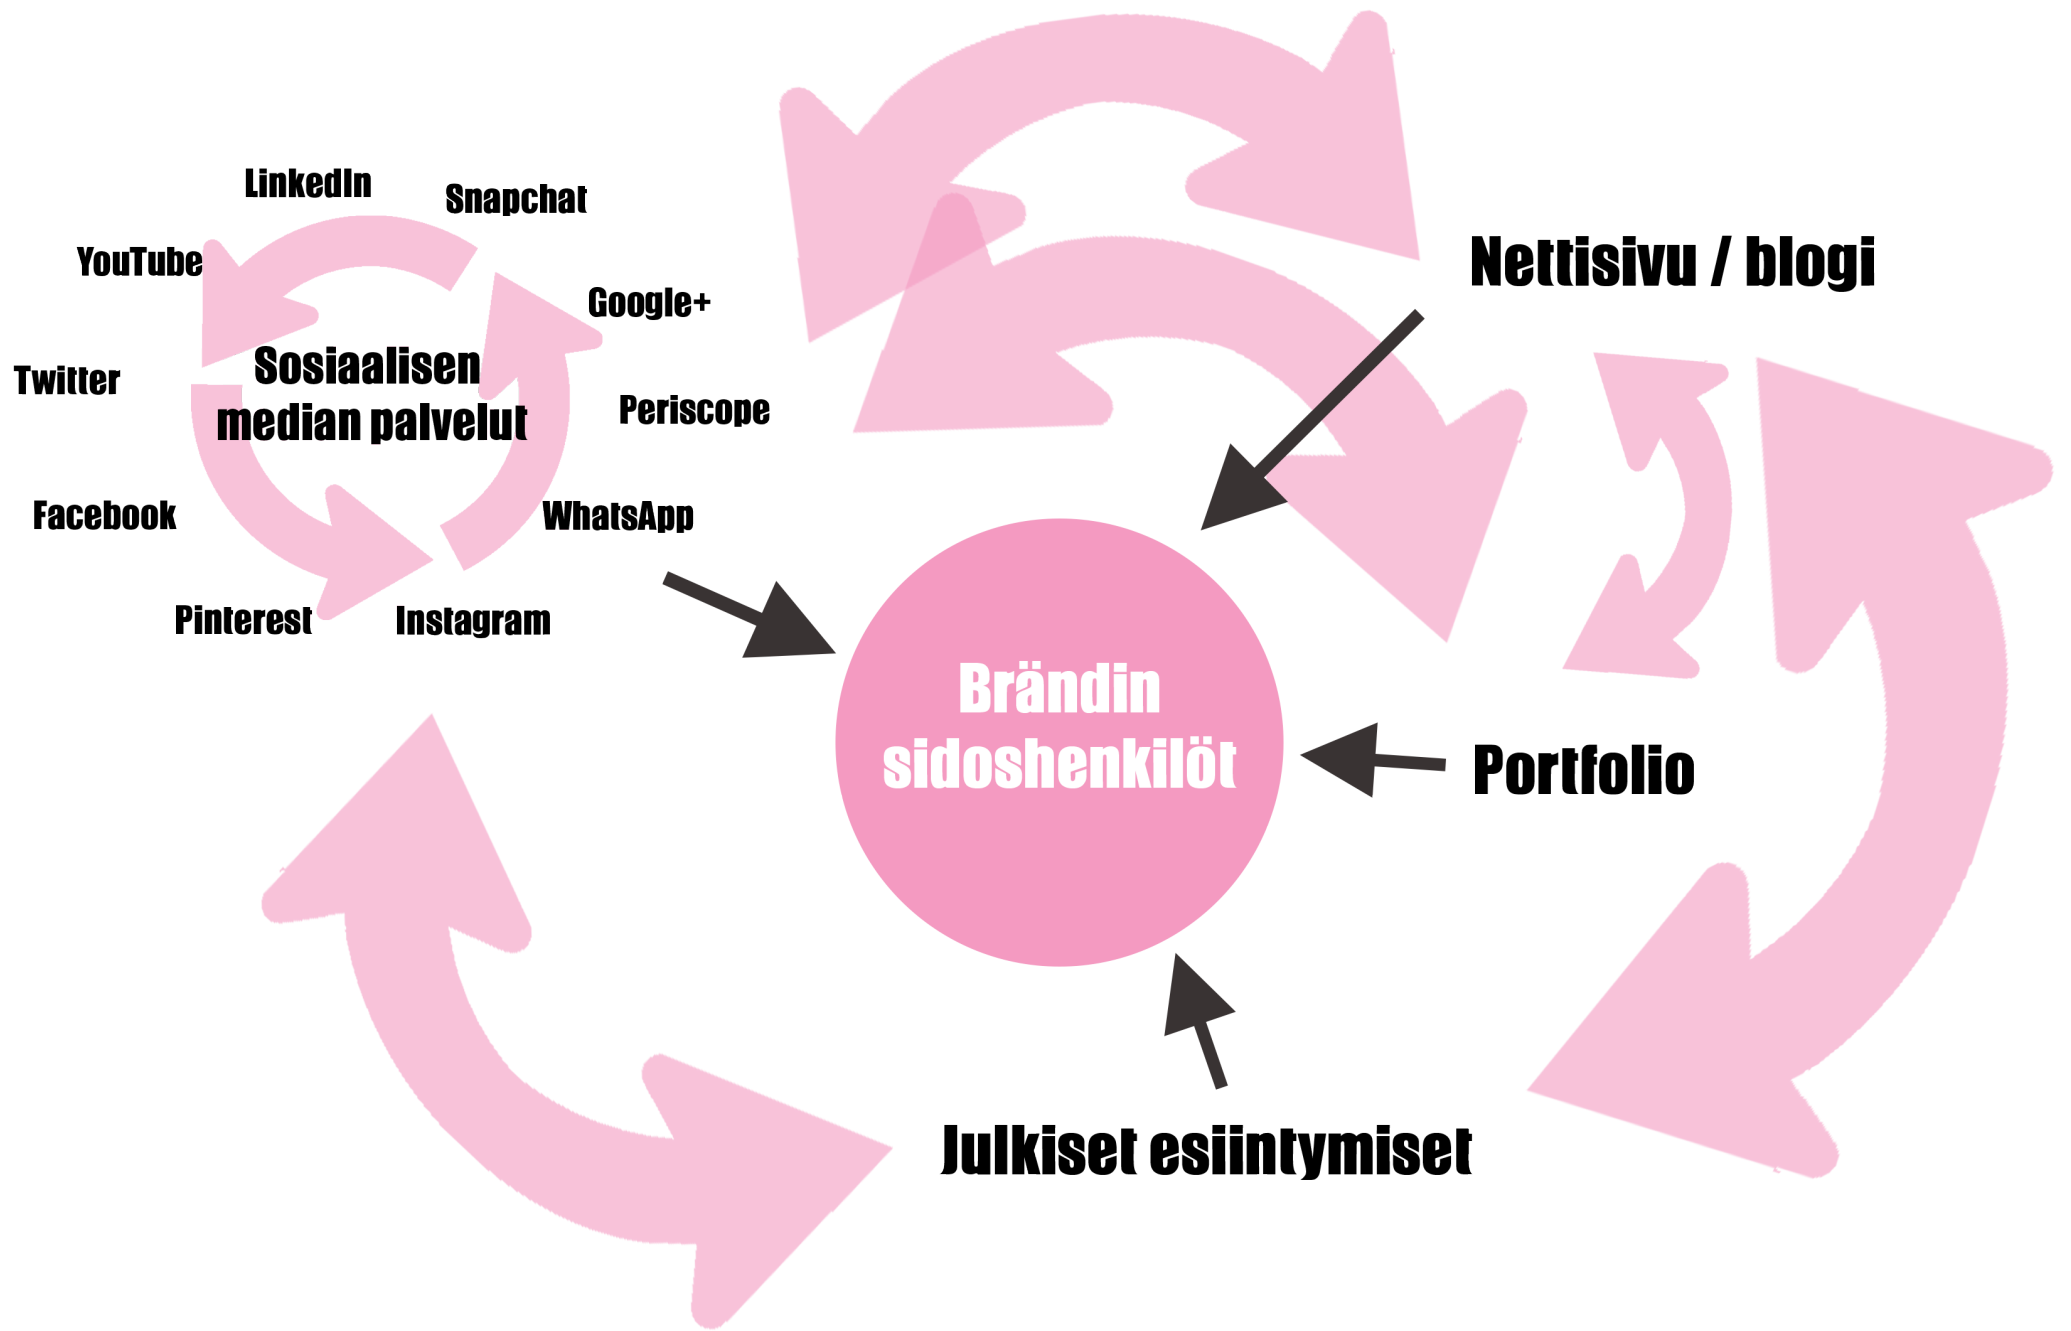 LinkedIn
Snapchat
YouTube
Google+
Twitter
Sosiaalisen
median palvelut
Periscope
Facebook
WhatsApp
Pinterest
Instagram
Nettisivu / blogi
Brändin
sidoshenkilöt
Portfolio
Julkiset esiintymiset